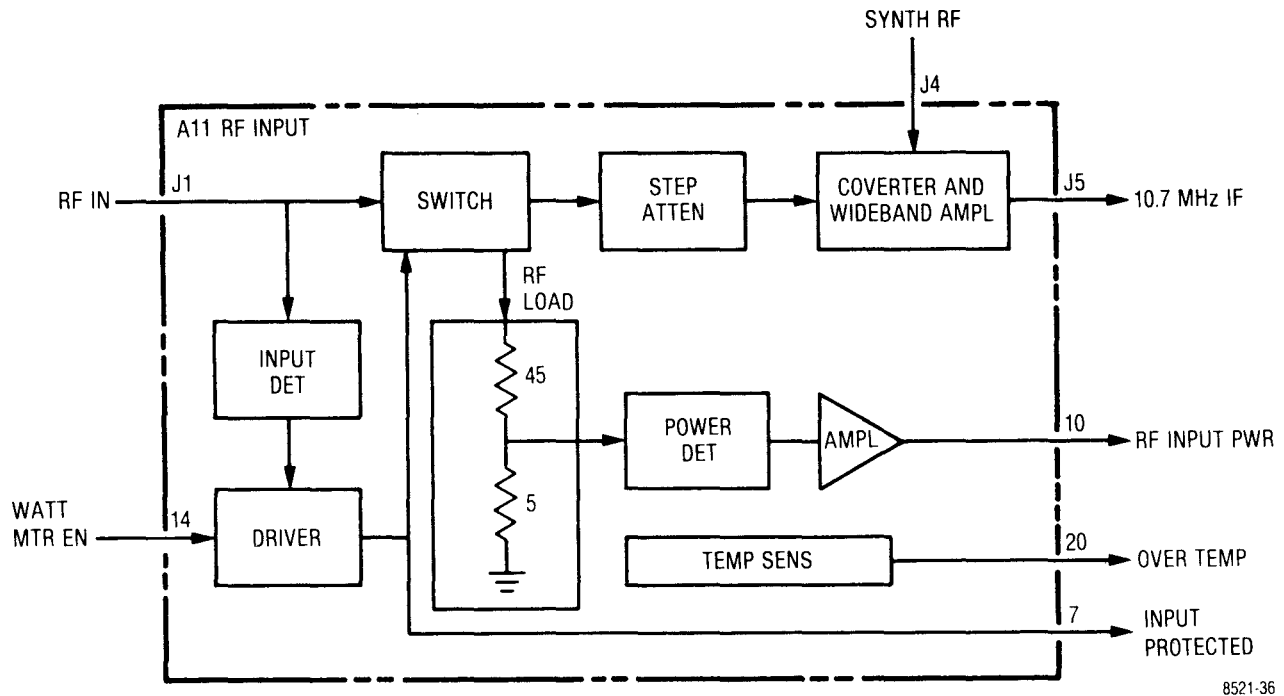 SYNTH RF
J4
A11 RF INPUT
RF IN
J1
SWITCH
STEP
ATTEN
COVERTER AND
WIDEBAND AMPL
J5
10.7 MHz IF
RF
LOAD
INPUT
DET
45
POWER
DET
AMPL
10
RF INPUT PWR
5
WATT
MTR EN
14
DRIVER
TEMP SENS
20
OVER TEMP
7
INPUT
PROTECTED
8521-36